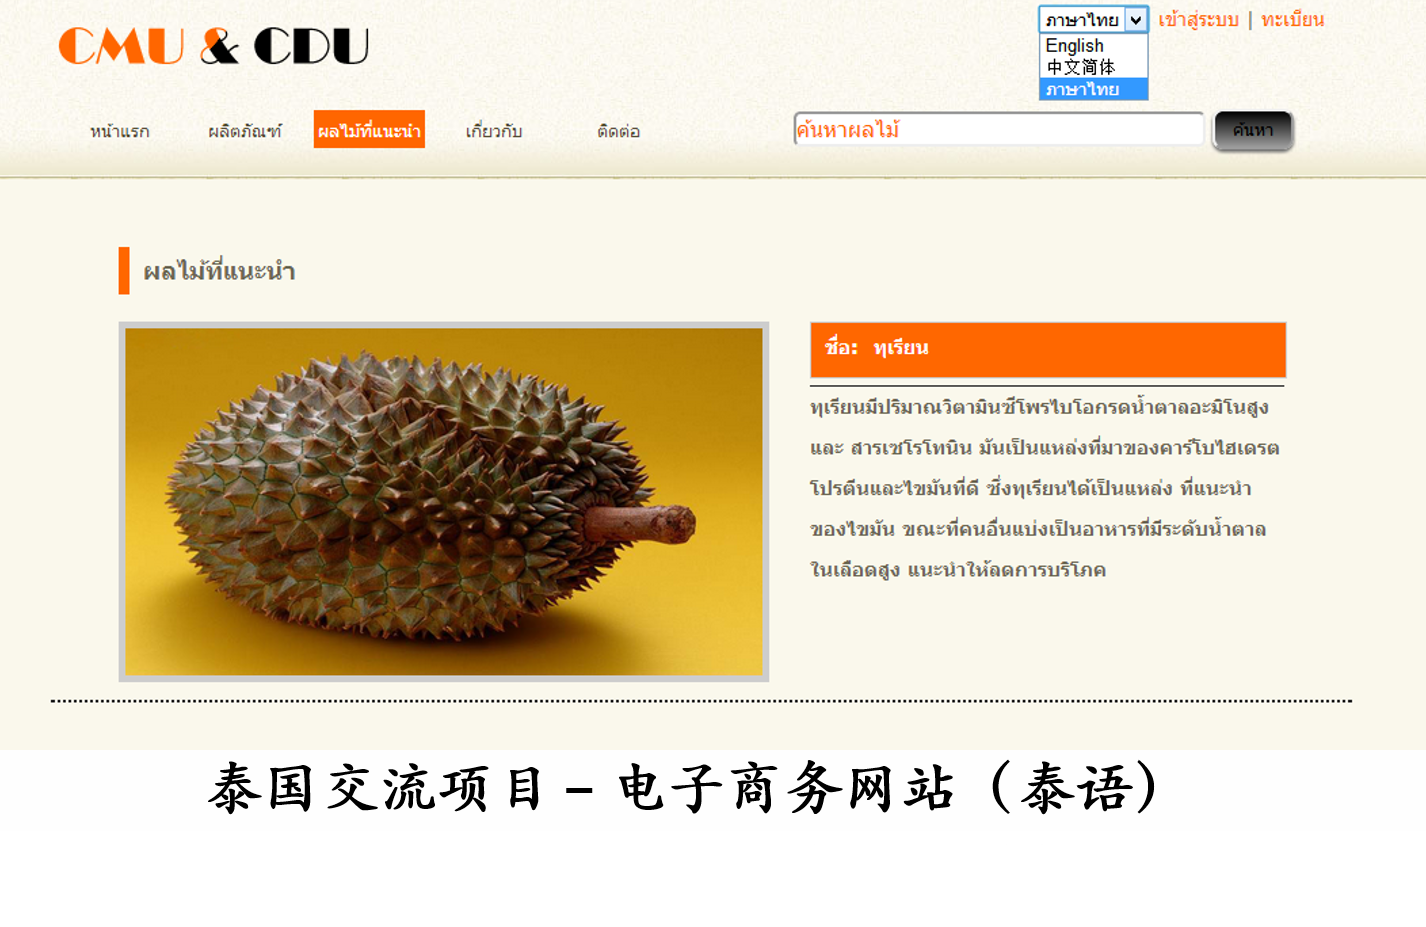 CMU & CDU
ภาษาไทย
เข้าสู่ระบบ | ทะเบียน
English
中文简体
ภาษาไทย
หน้าแรก ผลิตภัณฑ์ ผลไม้ที่แนะนำ เกี่ยวกับ ติดต่อ
ค้นหาผลไม้ ค้นหา
ผลไม้ที่แนะนำ
ชื่อ: ทุเรียน
ทุเรียนมีปริมาณวิตามินซีโพรไบโอกรดน้ำตาลอะมิโนสูง
และ สารเซโรโทนิน มันเป็นแหล่งที่มาของคาร์โบไฮเดรต
โปรตีนและไขมันที่ดี ซึ่งทุเรียนได้เป็นแหล่ง ที่แนะนำ
ของไขมัน ขณะที่คนอื่นแบ่งเป็นอาหารที่มีระดับน้ำตาล
ในเลือดสูง แนะนำให้ลดการบริโภค
泰国交流项目 – 电子商务网站（泰语）